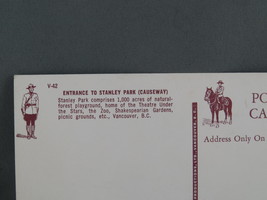 V-42
ENTRANCE TO STANLEY PARK (CAUSEWAY)
Stanley Park comprises 1,000 acres of natural-
forest playground, home of the Theatre Under
the Stars, the Zoo, Shakespearian Gardens,
picnic grounds, etc., Vancouver, B.C.
PO
CA
Address Only On